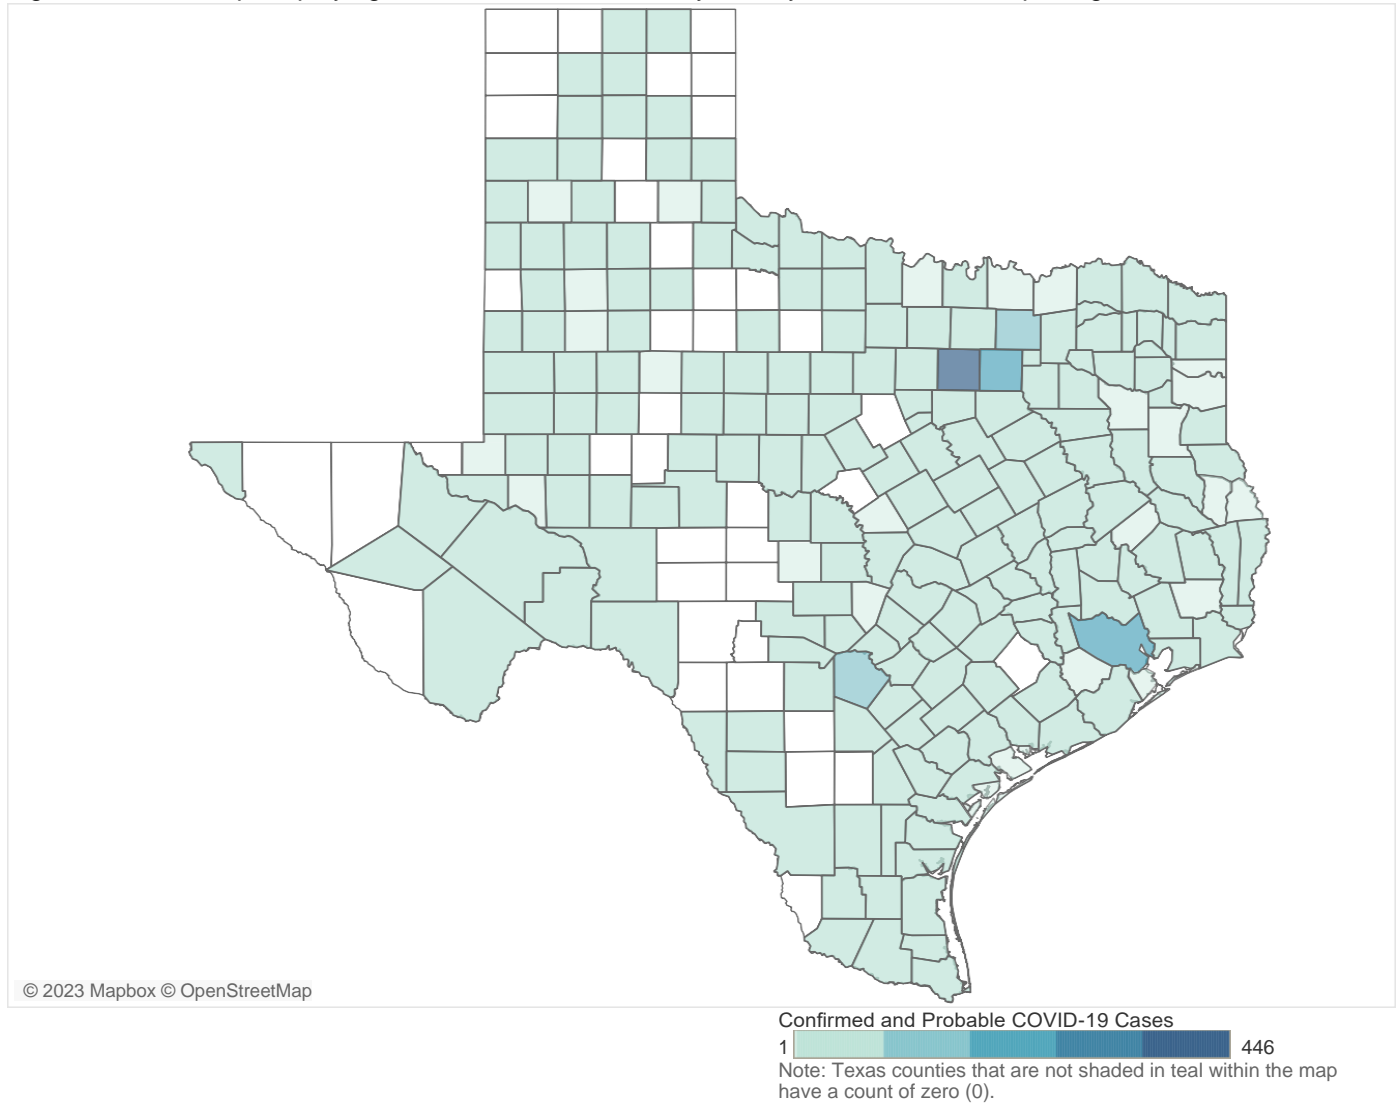 © 2023 Mapbox © OpenStreetMap
Confirmed and Probable COVID-19 Cases
1 446
Note: Texas counties that are not shaded in teal within the map
have a count of zero (0).